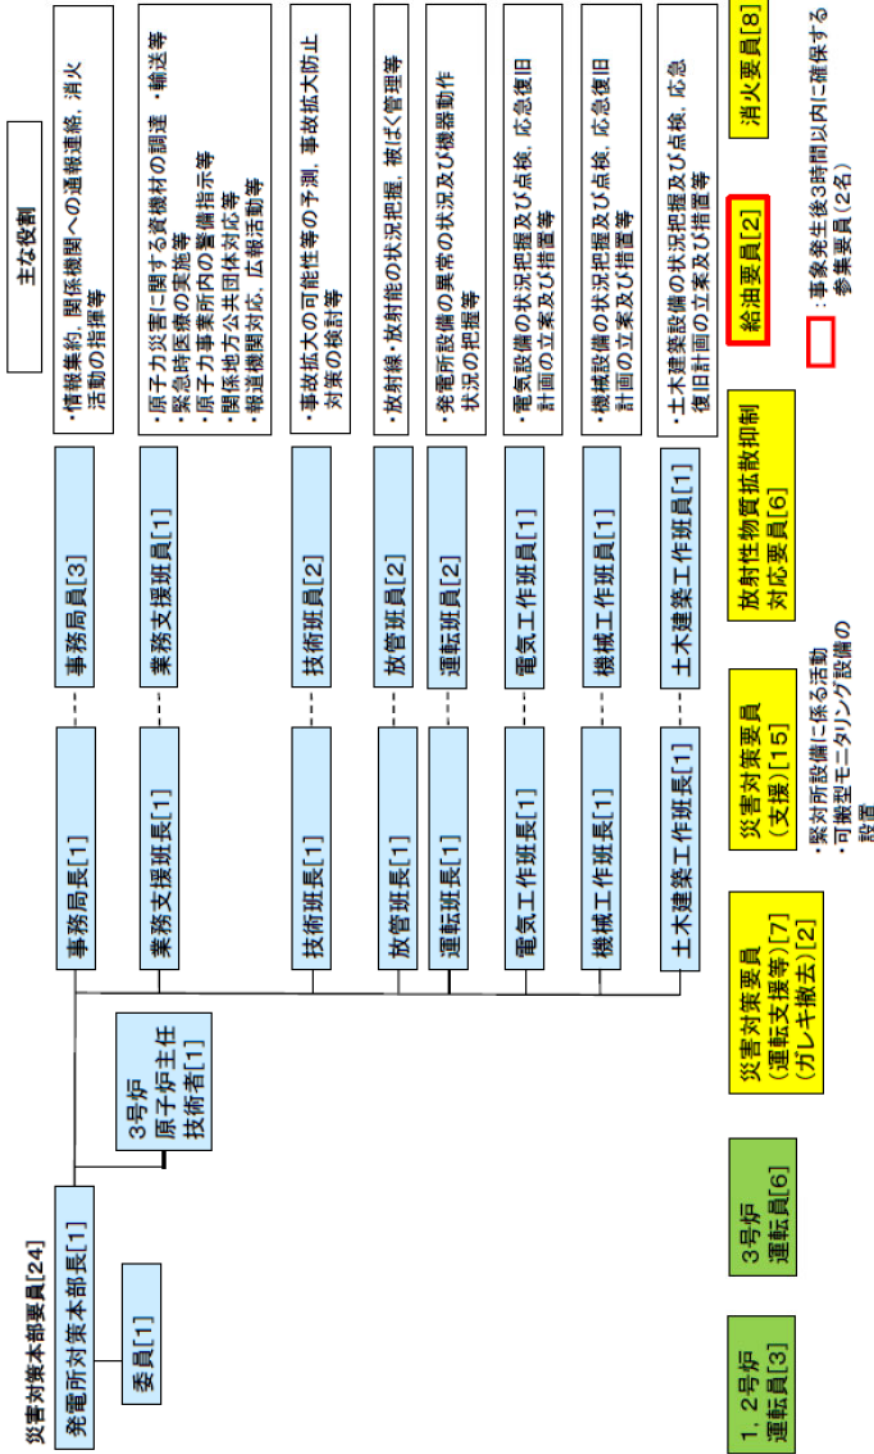 主な役割
災害対策本部要員[24]
発電所対策本部長[1]
委員[1]
3号炉
原子炉主任
技術者[1]
事務局長[1]
事務局員[3]
・情報集約，関係機関への通報連絡，消火
活動の指揮等
業務支援班長[1]
業務支援班員[1]
・原子力災害に関する資機材の調達・輸送等
・緊急時医療の実施等
・原子力事業所内の警備指示等
・関係地方公共団体対応等
・報道機関対応，広報活動等
技術班長[1]
技術班員[2]
・事故拡大の可能性等の予測，事故拡大防止
対策の検討等
放管班長[1]
放管班員[2]
・放射線・放射能の状況把握，被ばく管理等
運転班長[1]
運転班員[2]
・発電所設備の異常の状況及び機器動作
状況の把握等
電気工作班長[1]
電気工作班員[1]
・電気設備の状況把握及び点検，応急復旧
計画の立案及び措置等
機械工作班長[1]
機械工作班員[1]
・機械設備の状況把握及び点検，応急復旧
計画の立案及び措置等
土木建築工作班長[1]
土木建築工作班員[1]
・土木建築設備の状況把握及び点検，応急
復旧計画の立案及び措置等
1，2号炉
運転員[3]
3号炉
運転員[6]
災害対策要員
(運転支援等)[7]
(ガレキ撤去)[2]
災害対策要員
(支援)[15]
・緊対所設備に係る活動
・可搬型モニタリング設備の
設置
放射性物質拡散抑制
対応要員[6]
給油要員[2]
消火要員[8]
：事象発生後3時間以内に確保する
参集要員(2名)